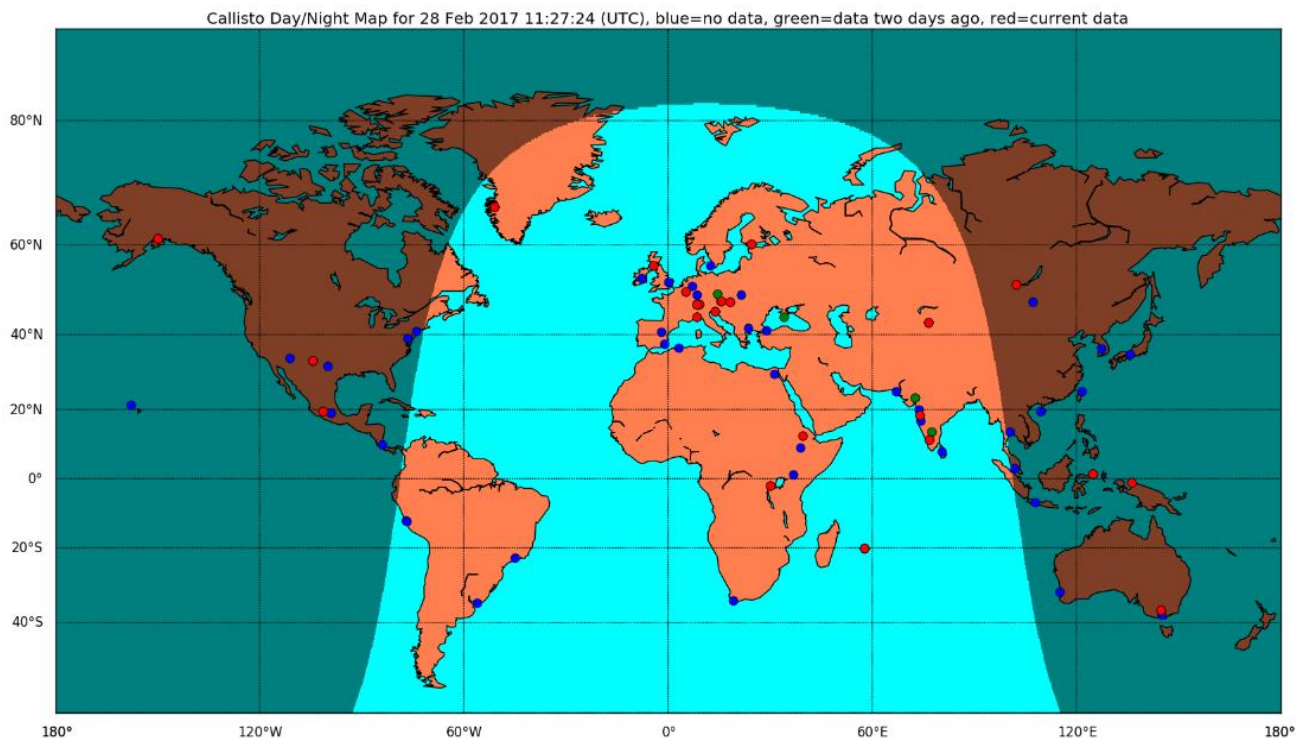 Callisto Day/Night Map for 28 Feb 2017 11:27:24 (UTC), blue=no data, green=data two days ago, red=current data
80°N
60°N
40°N
20°N
0°
20°S
40°S
180° 120°W 60°W 0° 60°E 120°E 180°